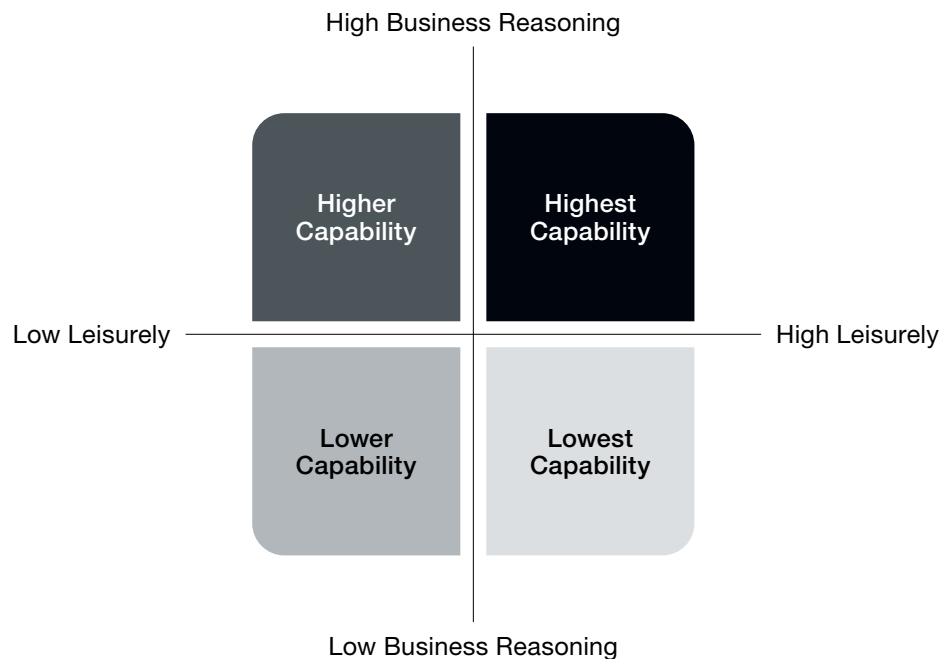 High Business Reasoning
Higher
Capability
Highest
Capability
Low Leisurely
High Leisurely
Lower
Capability
Lowest
Capability
Low Business Reasoning